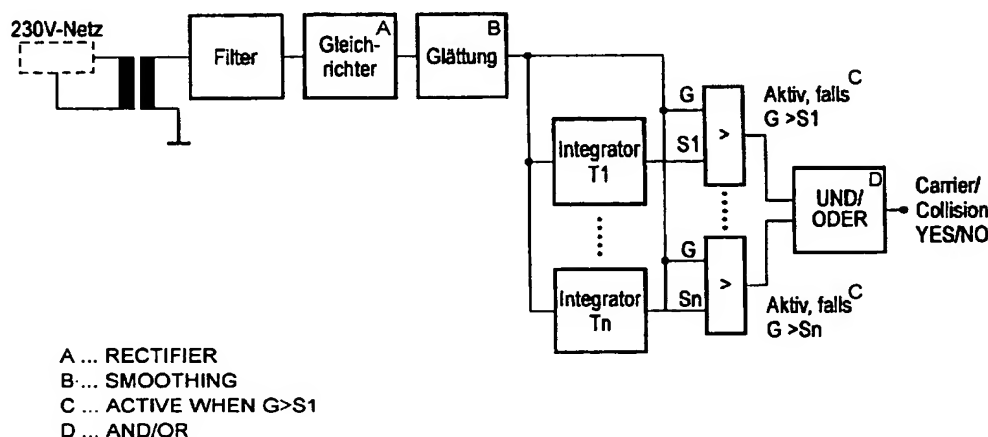 230V-Netz
Filter
Gleich-
richter
A
Glättung
B
Integrator
T1
Integrator
Tn
G
S1
>
G
Sn
>
Aktiv, falls C
G >S1
Aktiv, falls C
G >Sn
UND/
ODER
D
Carrier/
Collision
YES/NO
A ... RECTIFIER
B ... SMOOTHING
C ... ACTIVE WHEN G>S1
D ... AND/OR